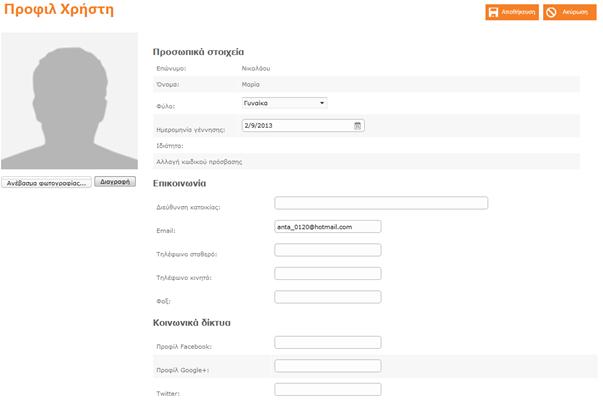 Προφιλ Χρήστη
Αποθήκευση
Ακύρωση
Προσωπικά στοιχεία
Επώνυμο: Νικολάου
Όνομα: Μαρία
Φύλο: Γυναίκα
Ημερομηνία γέννησης: 2/9/2013
Ιδιότητα:
Αλλαγή κωδικού πρόσβασης
Ανέβασμα φωτογραφίας... Διαγραφή
Επικοινωνία
Διεύθυνση κατοικίας:
Email: anta_0120@hotmail.com
Τηλέφωνο σταθερό:
Τηλέφωνο κινητό:
Φαξ:
Κοινωνικά δίκτυα
Προφίλ Facebook:
Προφίλ Google+:
Twitter: